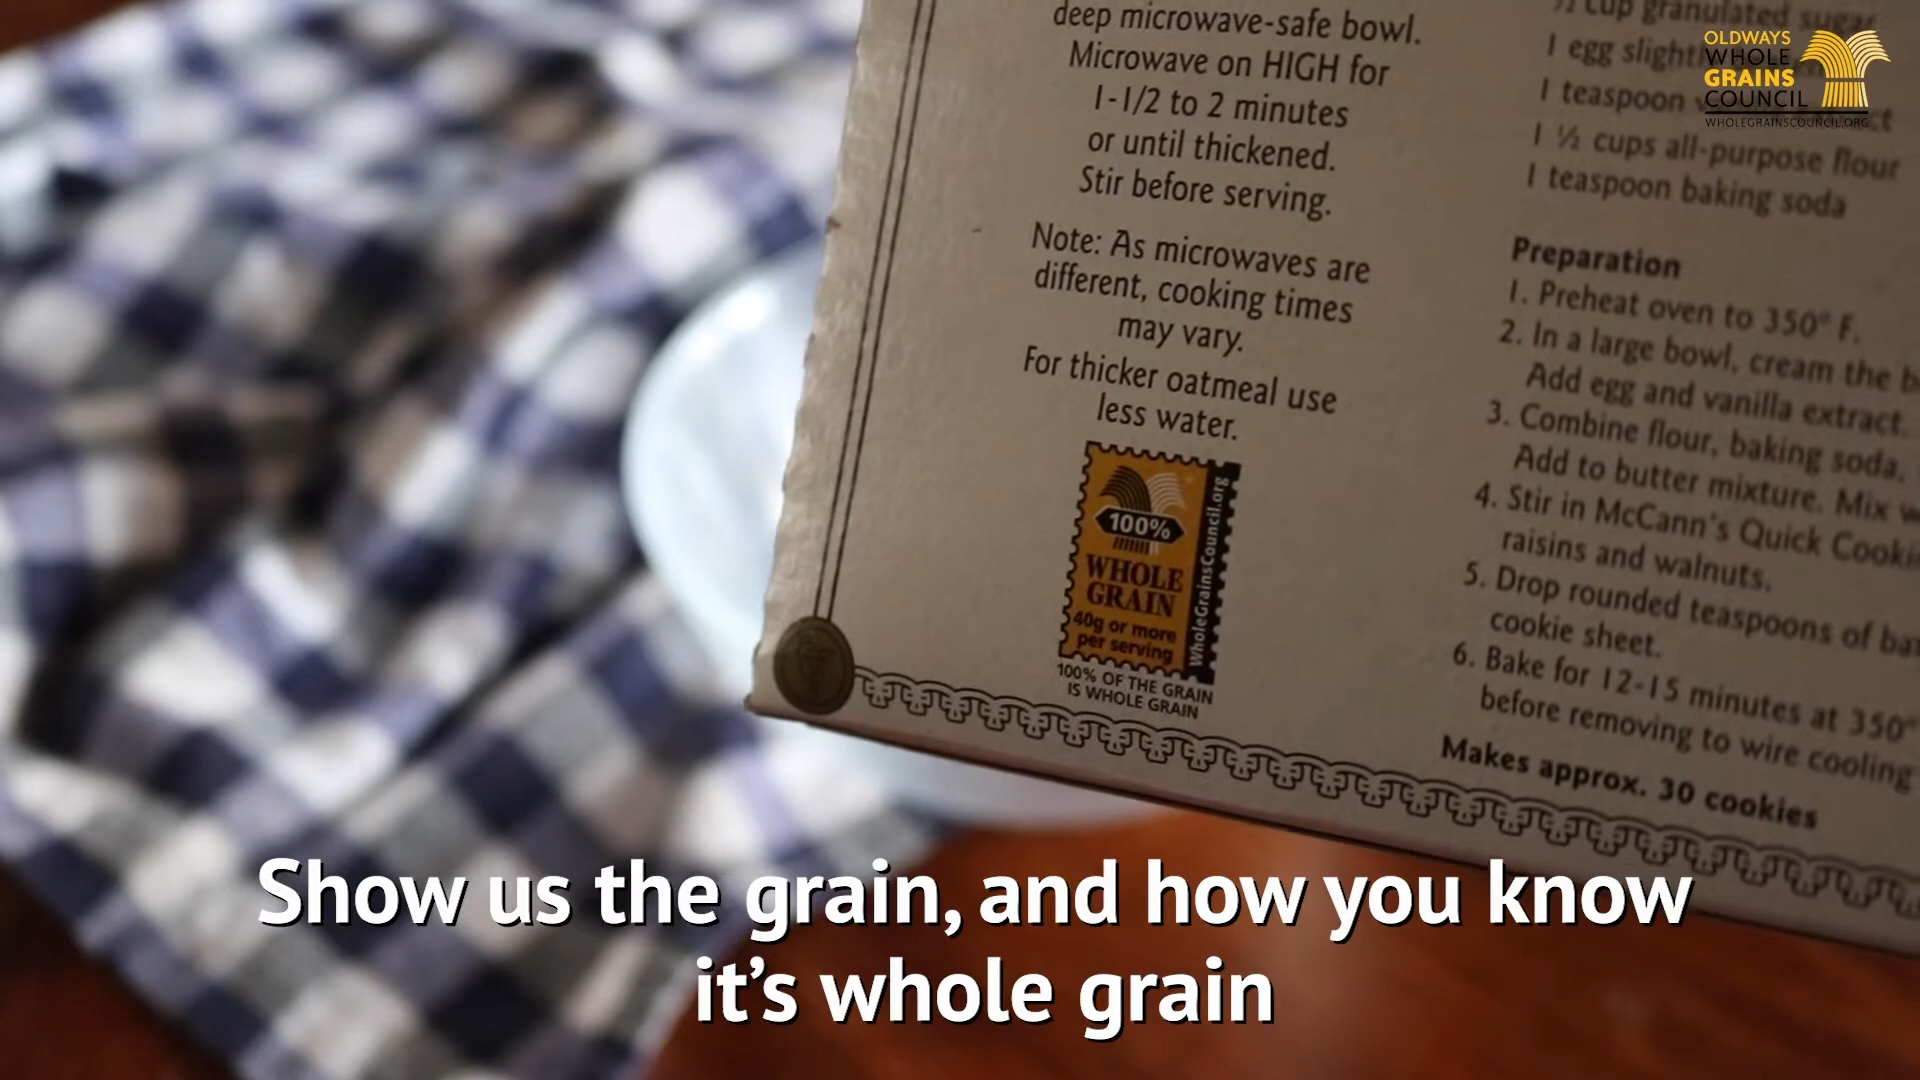 deep microwave-safe bowl.
Microwave on HIGH for
1-1/2 to 2 minutes
or until thickened.
Stir before serving.
Note: As microwaves are
different, cooking times
may vary.
For thicker oatmeal use
less water.
100%
WHOLE
GRAIN
40g or more
per serving
WholeGrainsCouncil.org
100% OF THE GRAIN
IS WHOLE GRAIN
½ cup granulated sugar
1 egg
1 teaspoon
1 ½ cups all-purpose flour
1 teaspoon baking soda
Preparation
1. Preheat oven to 350° F.
2. In a large bowl, cream the
Add egg and vanilla extract.
3. Combine flour, baking soda,
Add to butter mixture. Mix
4. Stir in McCann's Quick
raisins and walnuts.
5. Drop rounded teaspoons of
cookie sheet.
6. Bake for 12-15 minutes at 350°
before removing to wire cooling
Makes approx. 30 cookies
OLDWAYS
WHOLE
GRAINS
COUNCIL
WHOLEGRAINSCOUNCIL.ORG
Show us the grain, and how you know
it's whole grain